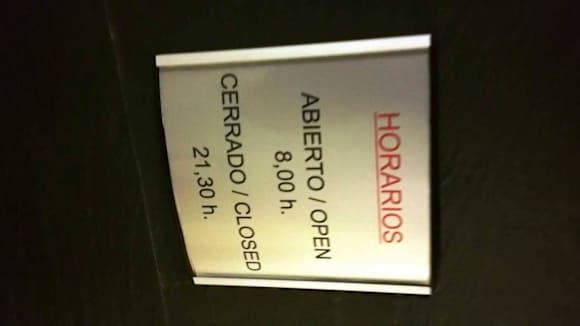 HORARIOS
ABIERTO / OPEN
8,00 h.
CERRADO / CLOSED
21,30 h.